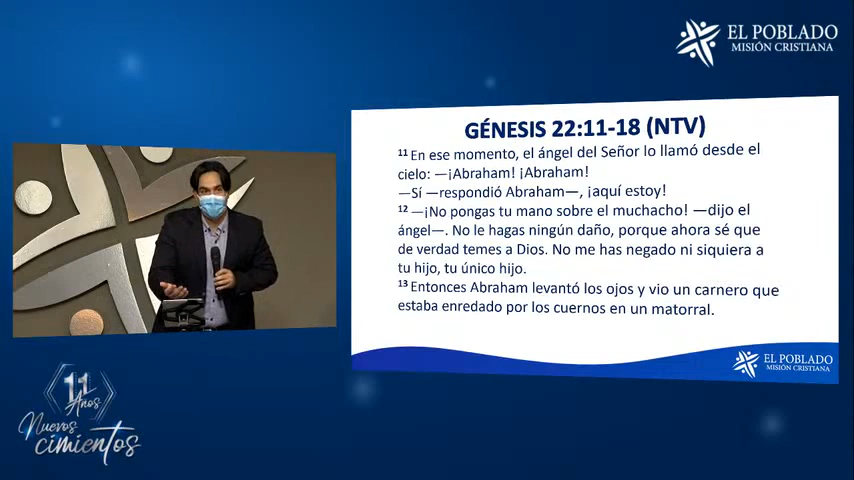 EL POBLADO
MISIÓN CRISTIANA
GÉNESIS 22:11-18 (NTV)
11 En ese momento, el ángel del Señor lo llamó desde el
cielo: —¡Abraham! ¡Abraham!
—Sí —respondió Abraham—, ¡aquí estoy!
12 —¡No pongas tu mano sobre el muchacho! —dijo el
ángel—. No le hagas ningún daño, porque ahora sé que
de verdad temes a Dios. No me has negado ni siquiera a
tu hijo, tu único hijo.
13 Entonces Abraham levantó los ojos y vio un carnero que
estaba enredado por los cuernos en un matorral.
EL POBLADO
MISIÓN CRISTIANA
11
Años
Nuevos
cimientos